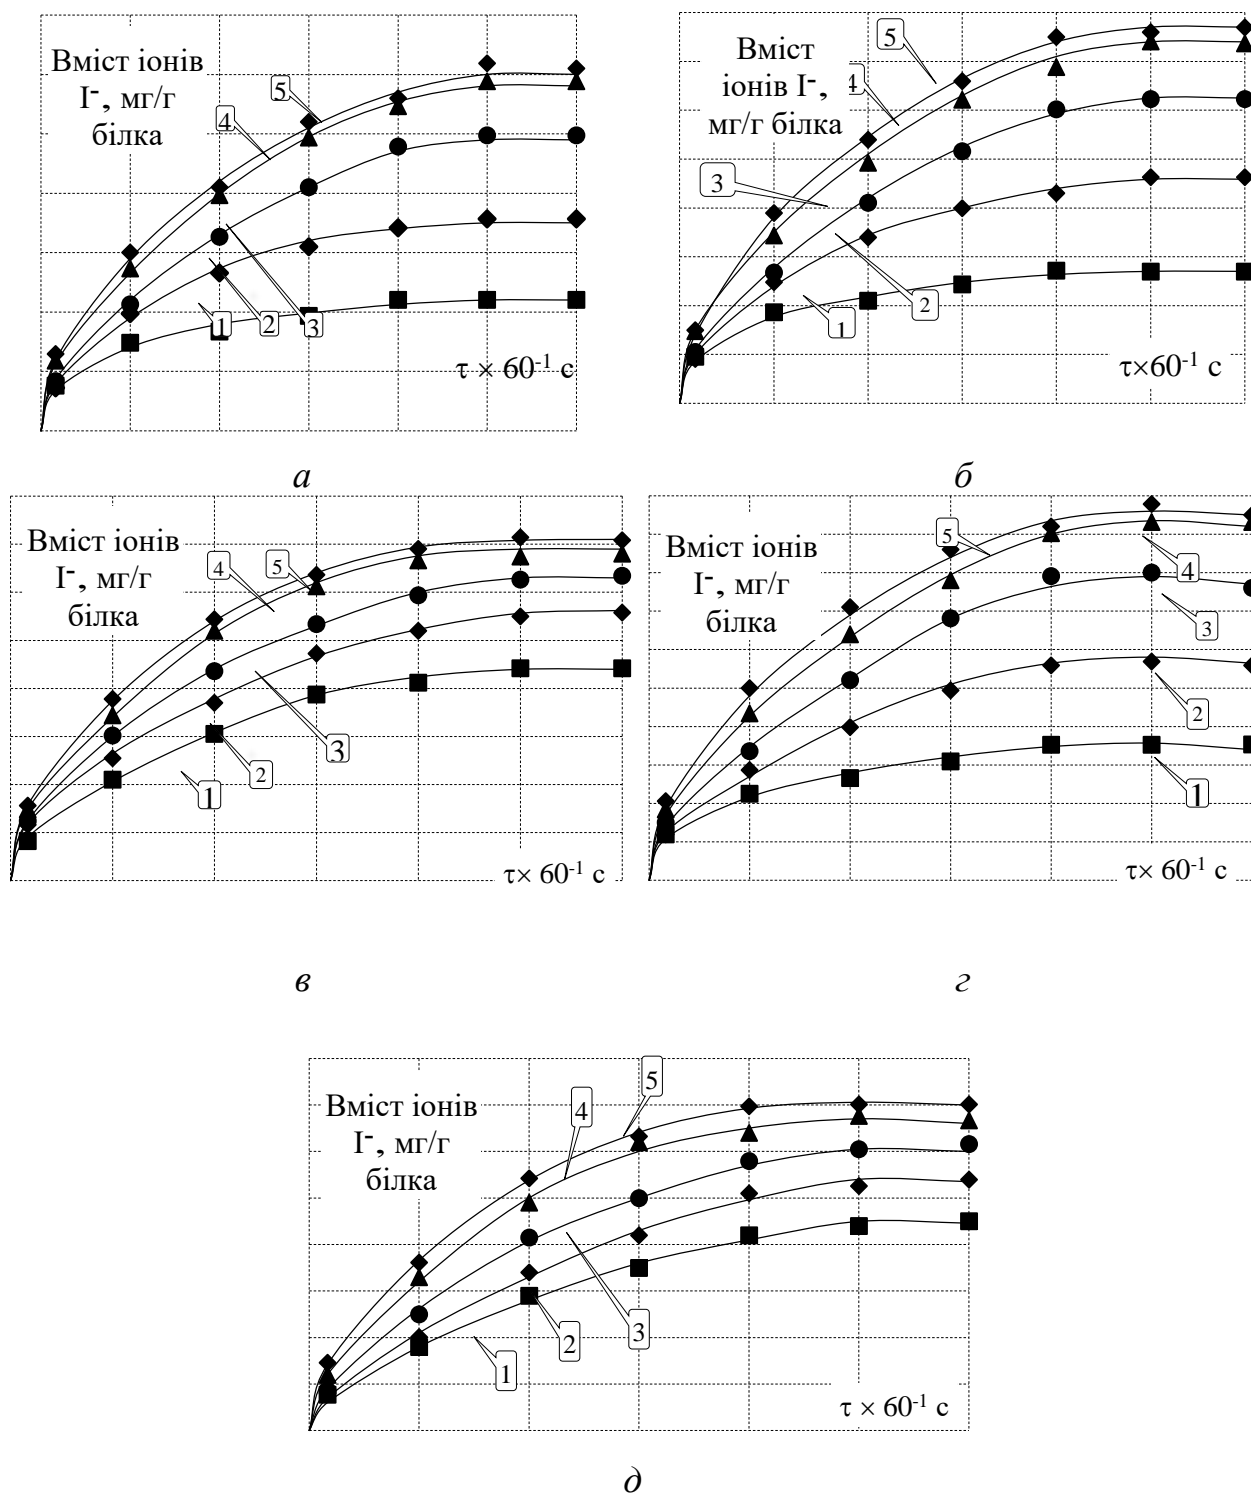 Вміст іонів
I⁻, мг/г
білка
5
4
1
2
3
τ × 60⁻¹ с
а
Вміст
іонів I⁻,
мг/г білка
5
4
3
2
1
τ×60⁻¹ с
б
Вміст іонів
I⁻, мг/г
білка
4
5
3
2
1
τ× 60⁻¹ с
в
Вміст іонів
I⁻, мг/г
білка
5
4
3
2
1
τ× 60⁻¹ с
г
Вміст іонів
I⁻, мг/г
білка
5
4
3
2
1
τ × 60⁻¹ с
д